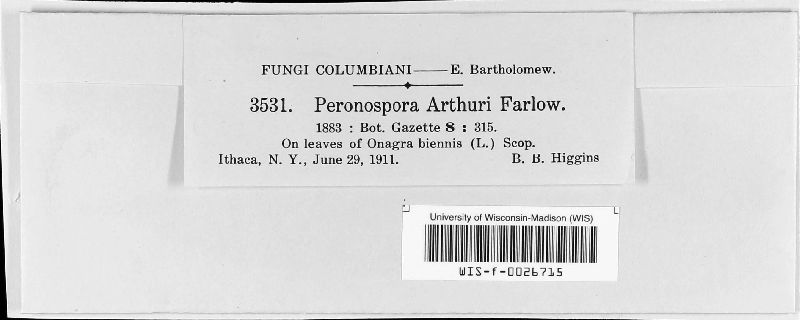 FUNGI COLUMBIANI—E. Bartholomew.
3531. Peronospora Arthuri Farlow.
1883 : Bot. Gazette 8 : 315.
On leaves of Onagra biennis (L.) Scop.
Ithaca, N. Y., June 29, 1911. B. B. Higgins
University of Wisconsin-Madison (WIS)
WIS-f-0026715